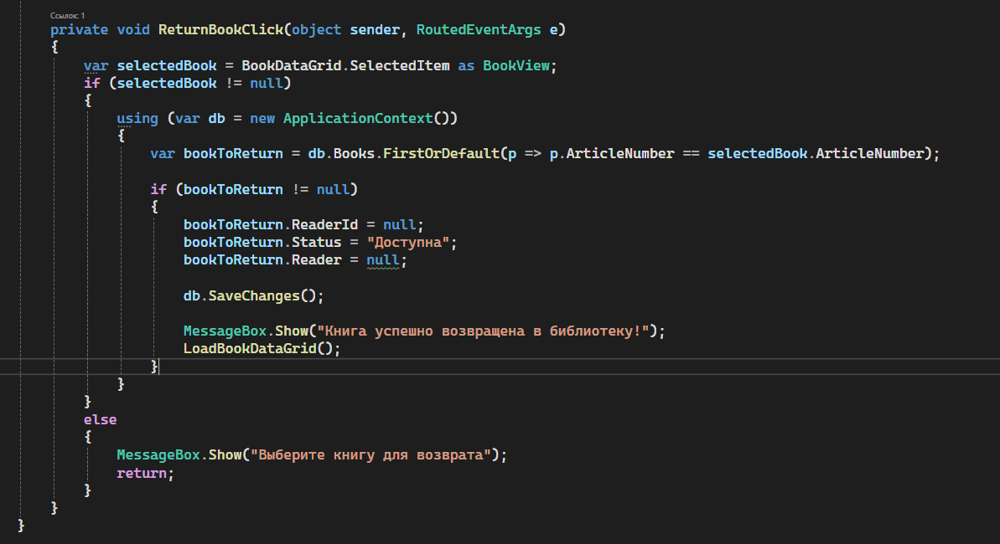 Ссылок: 1
private void ReturnBookClick(object sender, RoutedEventArgs e)
{
var selectedBook = BookDataGrid.SelectedItem as BookView;
if (selectedBook != null)
{
using (var db = new ApplicationContext())
{
var bookToReturn = db.Books.FirstOrDefault(p => p.ArticleNumber == selectedBook.ArticleNumber);
if (bookToReturn != null)
{
bookToReturn.ReaderId = null;
bookToReturn.Status = "Доступна";
bookToReturn.Reader = null;
db.SaveChanges();
MessageBox.Show("Книга успешно возвращена в библиотеку!");
LoadBookDataGrid();
}
}
}
else
{
MessageBox.Show("Выберите книгу для возврата");
return;
}
}
}